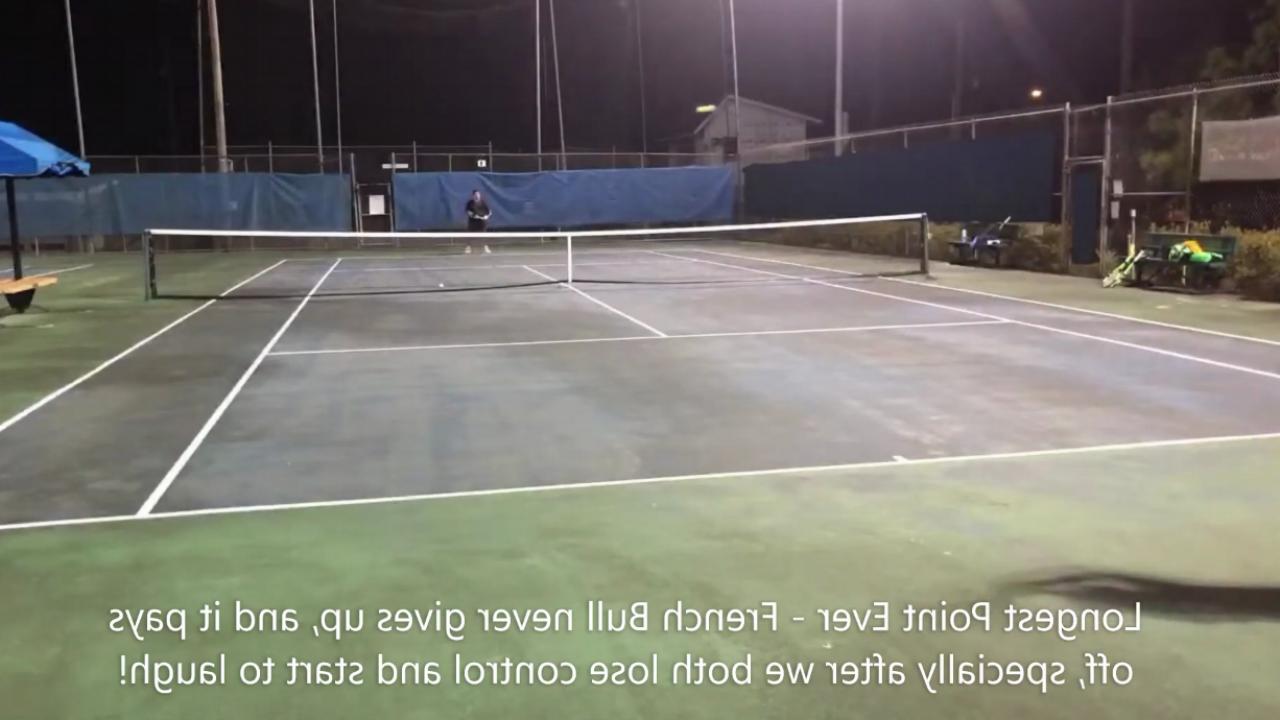 Longest Point Ever - French Bull never gives up, and it pays
off, specially after we both lose control and start to laugh!